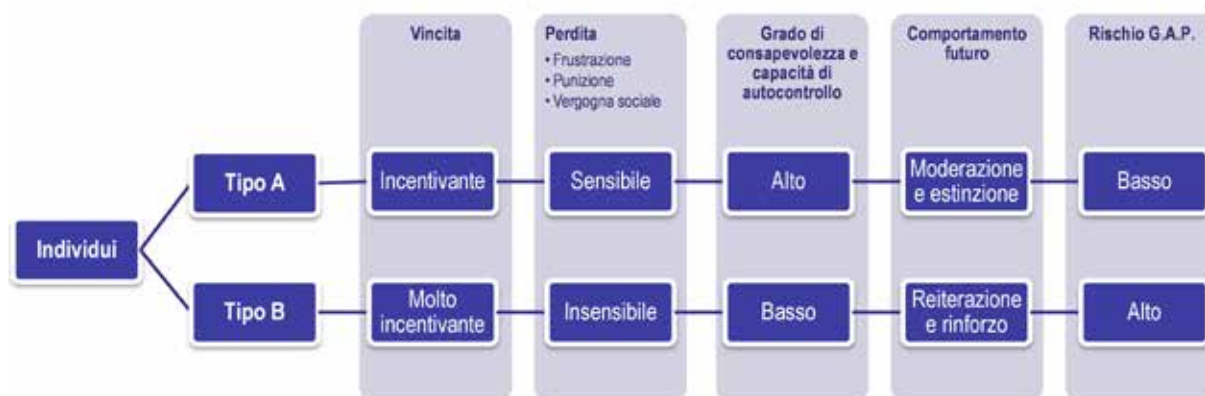 Vincita
Perdita
• Frustrazione
• Punizione
• Vergogna sociale
Grado di
consapevolezza e
capacità di
autocontrollo
Comportamento
futuro
Rischio G.A.P.
Individui
Tipo A
Incentivante
Sensibile
Alto
Moderazione
e estinzione
Basso
Tipo B
Molto
incentivante
Insensibile
Basso
Reiterazione
e rinforzo
Alto